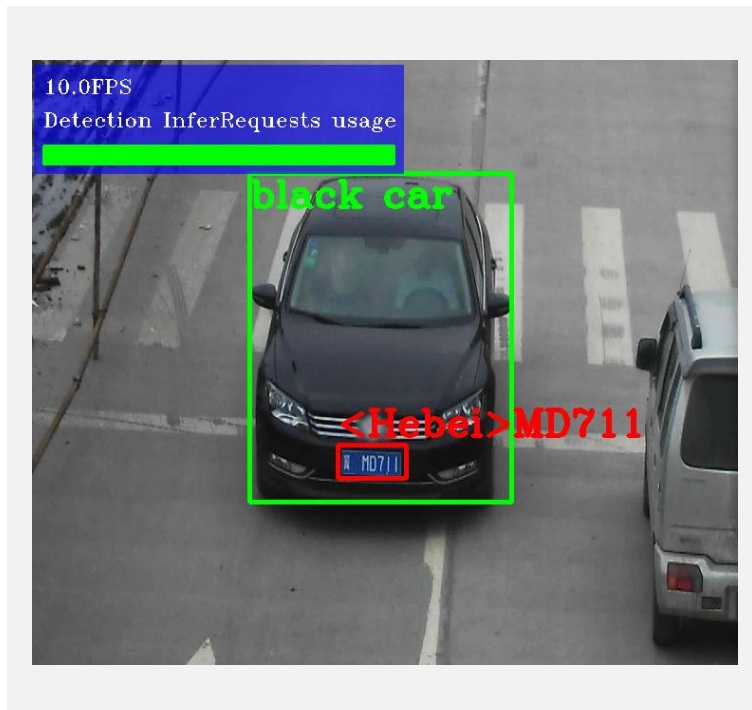 10.0FPS
Detection InferRequests usage
black car
<Hebei>MD711
MD711